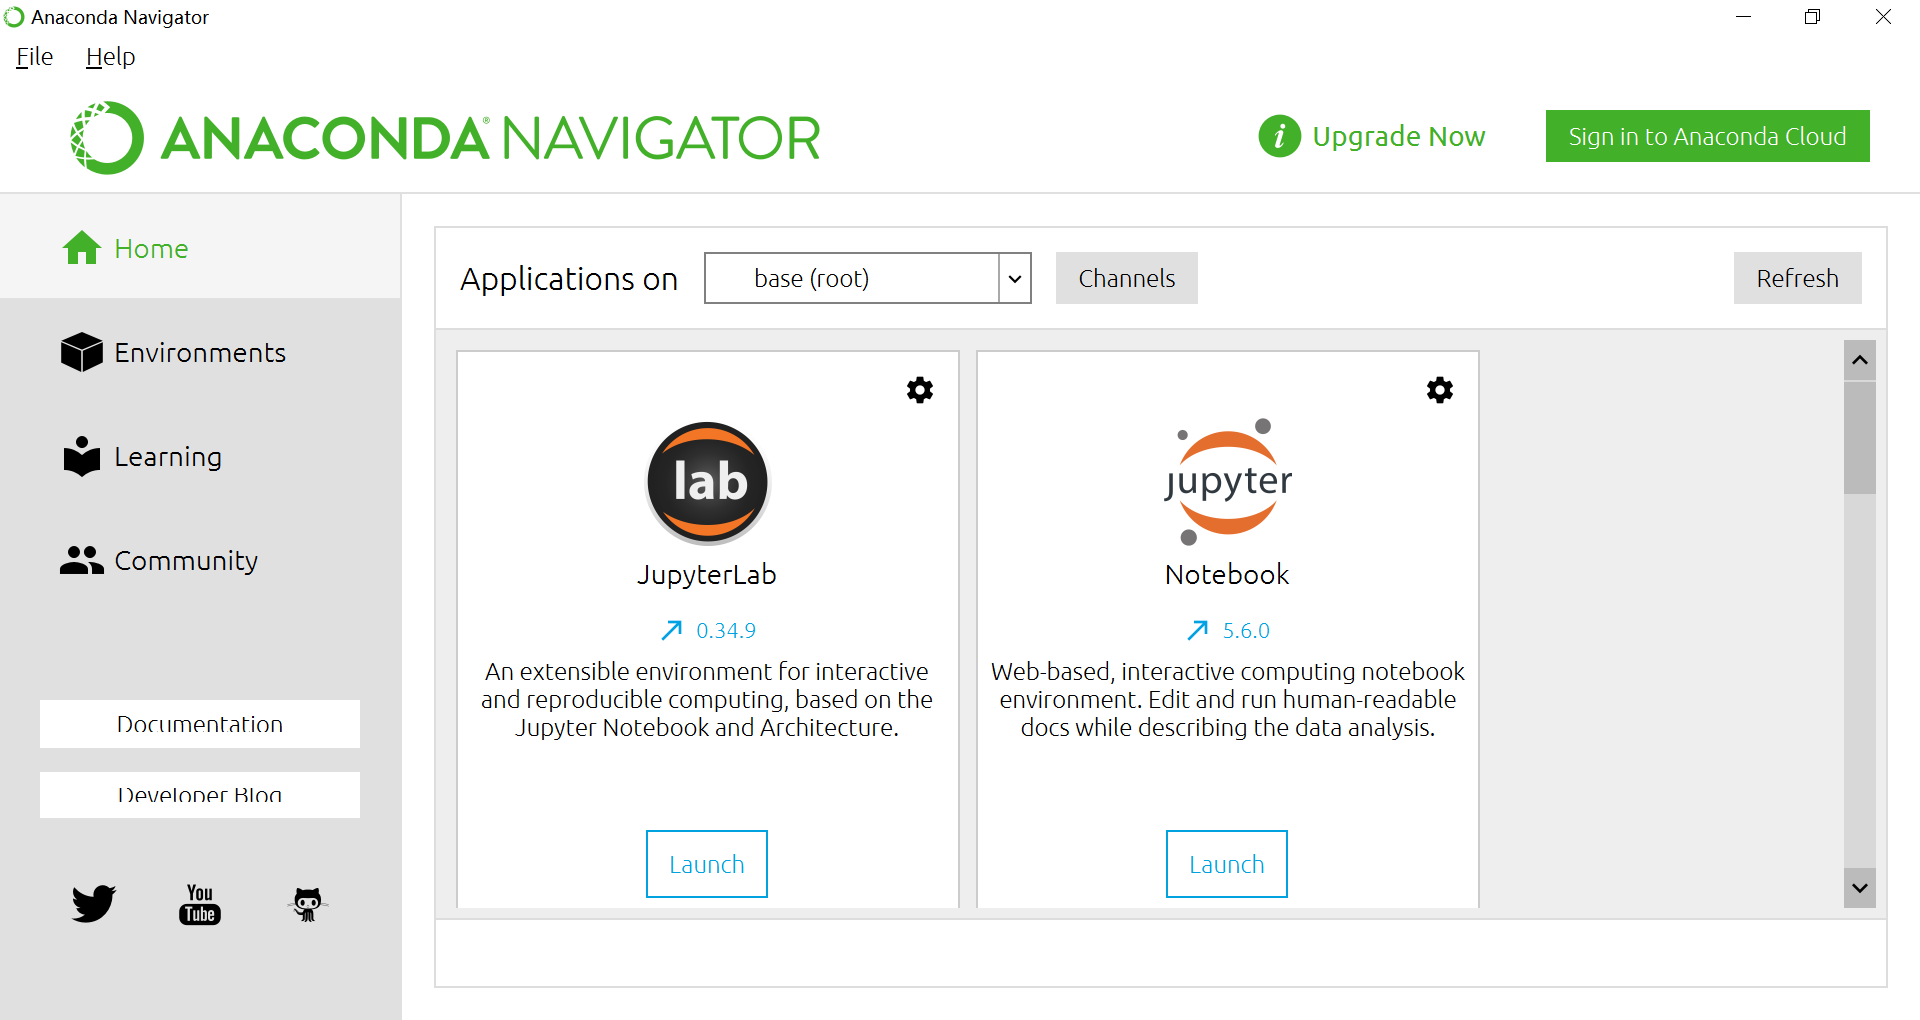 Anaconda Navigator
File Help
ANACONDA® NAVIGATOR
i Upgrade Now
Sign in to Anaconda Cloud
Home
Environments
Learning
Community
Documentation
Developer Blog
You
Tube
Applications on base (root) Channels Refresh
lab
JupyterLab
0.34.9
An extensible environment for interactive
and reproducible computing, based on the
Jupyter Notebook and Architecture.
Launch
jupyter
Notebook
5.6.0
Web-based, interactive computing notebook
environment. Edit and run human-readable
docs while describing the data analysis.
Launch